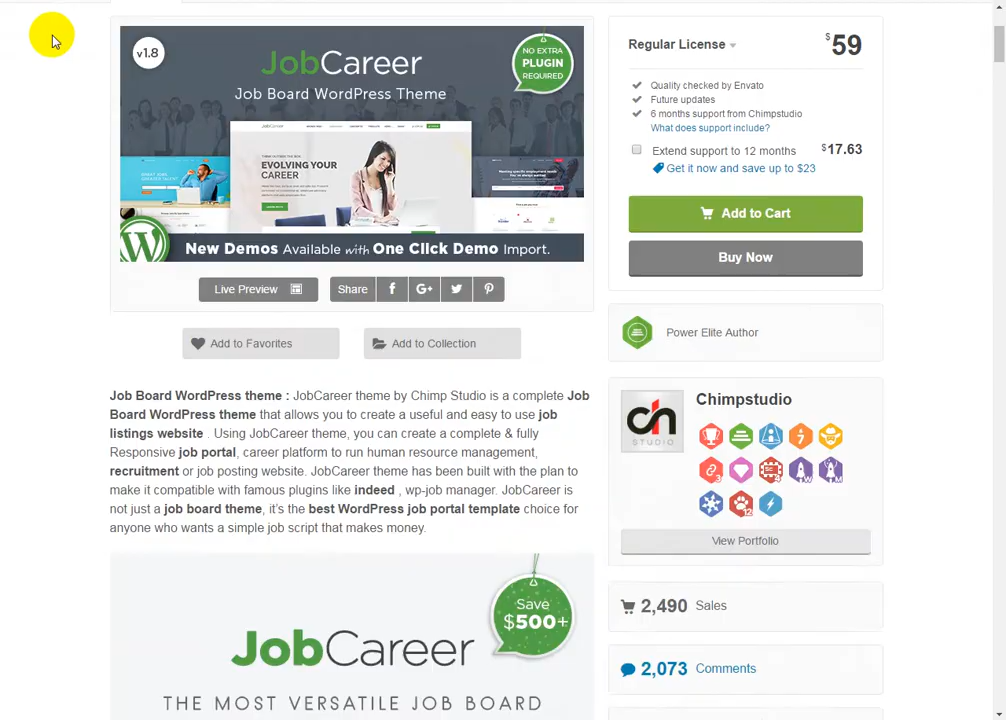 v1.8
JobCareer
Job Board WordPress Theme
NO EXTRA
PLUGIN
REQUIRED
JobCareer
EVOLVING YOUR
CAREER
New Demos Available with One Click Demo Import.
Live Preview
Share
f
G+
Add to Favorites
Add to Collection
Job Board WordPress theme : JobCareer theme by Chimp Studio is a complete Job
Board WordPress theme that allows you to create a useful and easy to use job
listings website . Using JobCareer theme, you can create a complete & fully
Responsive job portal, career platform to run human resource management,
recruitment or job posting website. JobCareer theme has been built with the plan to
make it compatible with famous plugins like indeed , wp-job manager. JobCareer is
not just a job board theme, it's the best WordPress job portal template choice for
anyone who wants a simple job script that makes money.
Save
$500+
JobCareer
THE MOST VERSATILE JOB BOARD
Regular License
$59
Quality checked by Envato
Future updates
6 months support from Chimpstudio
What does support include?
Extend support to 12 months $17.63
Get it now and save up to $23
Add to Cart
Buy Now
Power Elite Author
ch
STUDIO
Chimpstudio
View Portfolio
2,490 Sales
2,073 Comments